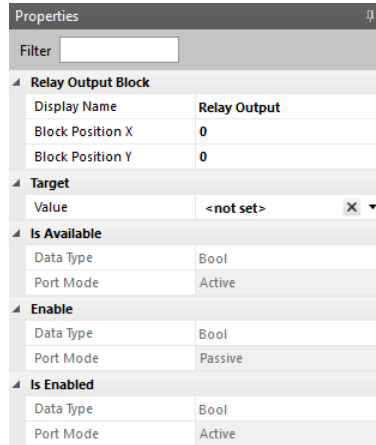 Properties
Filter
Relay Output Block
Display Name Relay Output
Block Position X 0
Block Position Y 0
Target
Value <not set>
Is Available
Data Type Bool
Port Mode Active
Enable
Data Type Bool
Port Mode Passive
Is Enabled
Data Type Bool
Port Mode Active